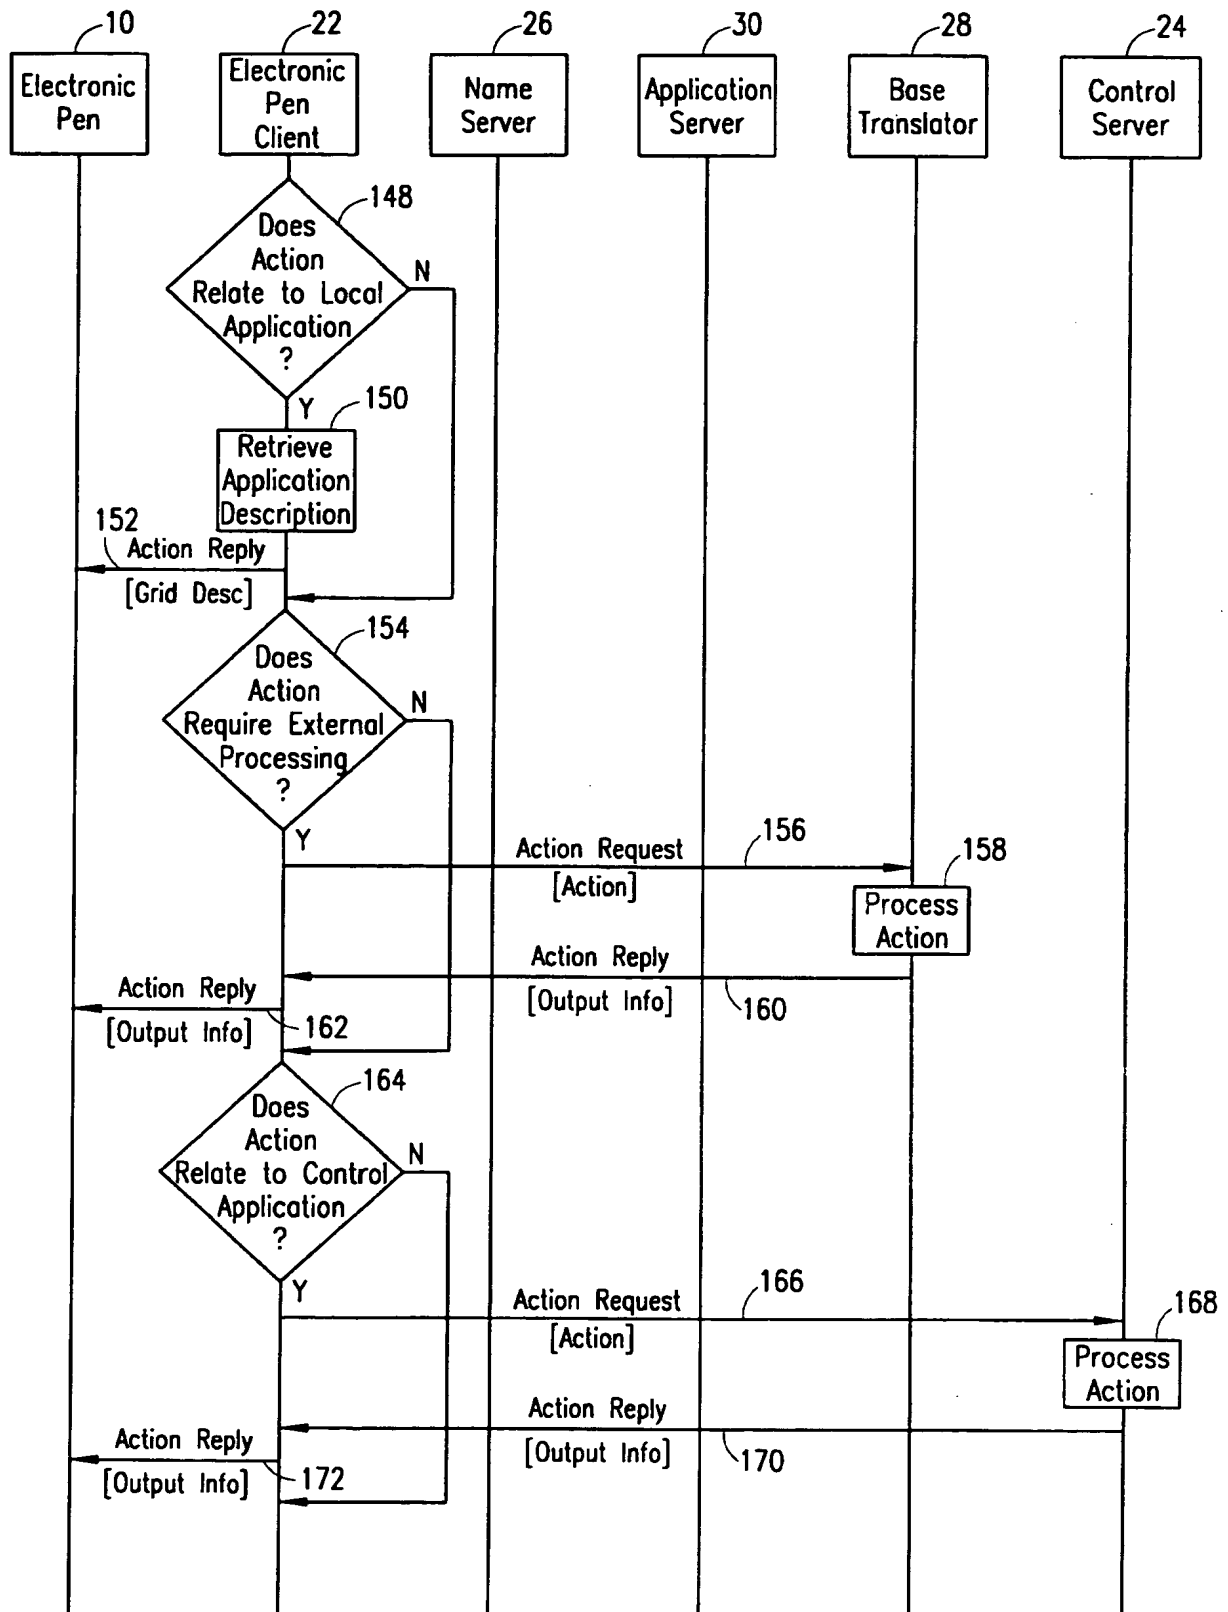 10
22
26
30
28
24
Electronic
Pen
Electronic
Pen
Client
Name
Server
Application
Server
Base
Translator
Control
Server
148
Does
Action
Relate to Local
Application
?
N
Y
150
Retrieve
Application
Description
152
Action Reply
[Grid Desc]
154
Does
Action
Require External
Processing
?
N
Y
Action Request
156
[Action]
158
Process
Action
Action Reply
[Output Info]
160
Action Reply
[Output Info]
162
164
Does
Action
Relate to Control
Application
?
N
Y
Action Request
166
[Action]
168
Process
Action
Action Reply
[Output Info]
170
Action Reply
[Output Info]
172